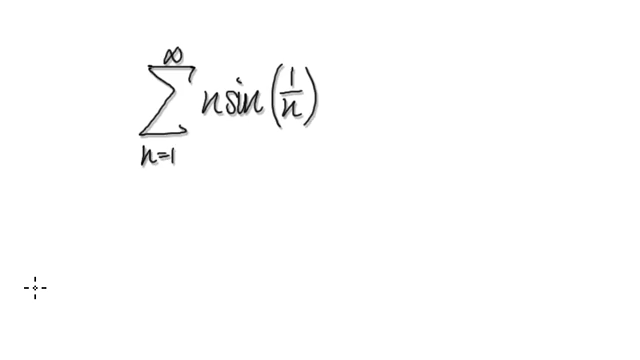 ∞
∑ n sin (1/n)
n=1